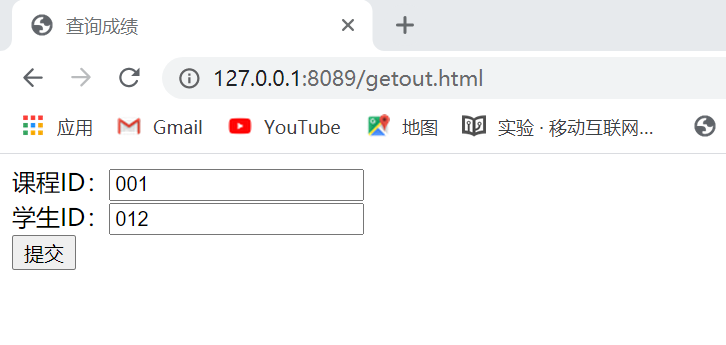 查询成绩
127.0.0.1:8089/getout.html
应用 Gmail YouTube 地图 实验 · 移动互联网...
课程ID： 001
学生ID： 012
提交